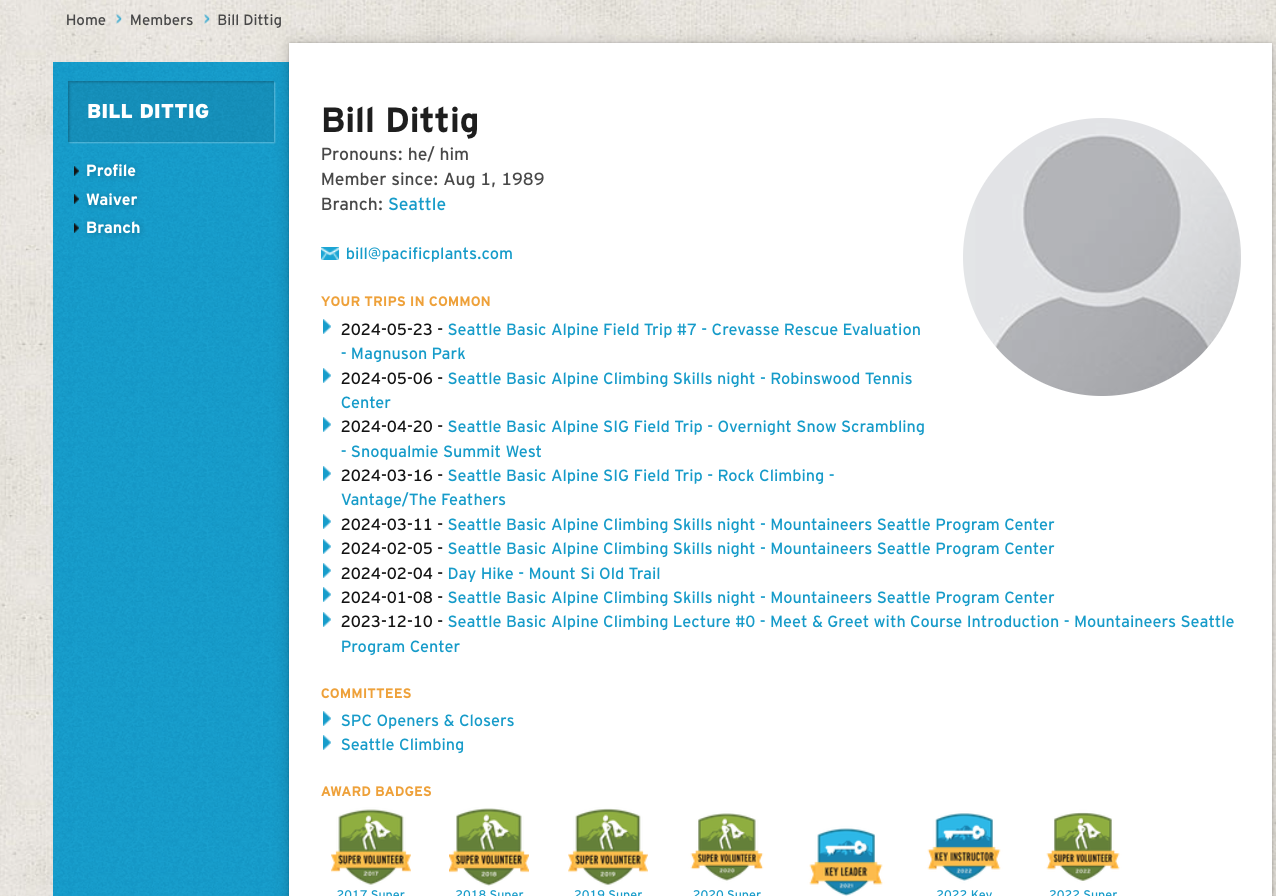 Home > Members > Bill Dittig
BILL DITTIG
Profile
Waiver
Branch
Bill Dittig
Pronouns: he/ him
Member since: Aug 1, 1989
Branch: Seattle
bill@pacificplants.com
YOUR TRIPS IN COMMON
2024-05-23 - Seattle Basic Alpine Field Trip #7 - Crevasse Rescue Evaluation
- Magnuson Park
2024-05-06 - Seattle Basic Alpine Climbing Skills night - Robinswood Tennis
Center
2024-04-20 - Seattle Basic Alpine SIG Field Trip - Overnight Snow Scrambling
- Snoqualmie Summit West
2024-03-16 - Seattle Basic Alpine SIG Field Trip - Rock Climbing -
Vantage/The Feathers
2024-03-11 - Seattle Basic Alpine Climbing Skills night - Mountaineers Seattle Program Center
2024-02-05 - Seattle Basic Alpine Climbing Skills night - Mountaineers Seattle Program Center
2024-02-04 - Day Hike - Mount Si Old Trail
2024-01-08 - Seattle Basic Alpine Climbing Skills night - Mountaineers Seattle Program Center
2023-12-10 - Seattle Basic Alpine Climbing Lecture #0 - Meet & Greet with Course Introduction - Mountaineers Seattle
Program Center
COMMITTEES
SPC Openers & Closers
Seattle Climbing
AWARD BADGES
SUPER VOLUNTEER 2017
SUPER VOLUNTEER 2018
SUPER VOLUNTEER 2019
SUPER VOLUNTEER 2020
KEY LEADER 2021
KEY INSTRUCTOR 2022
SUPER VOLUNTEER 2022
2017 Super 2018 Super 2019 Super 2020 Super 2022 Key 2022 Super